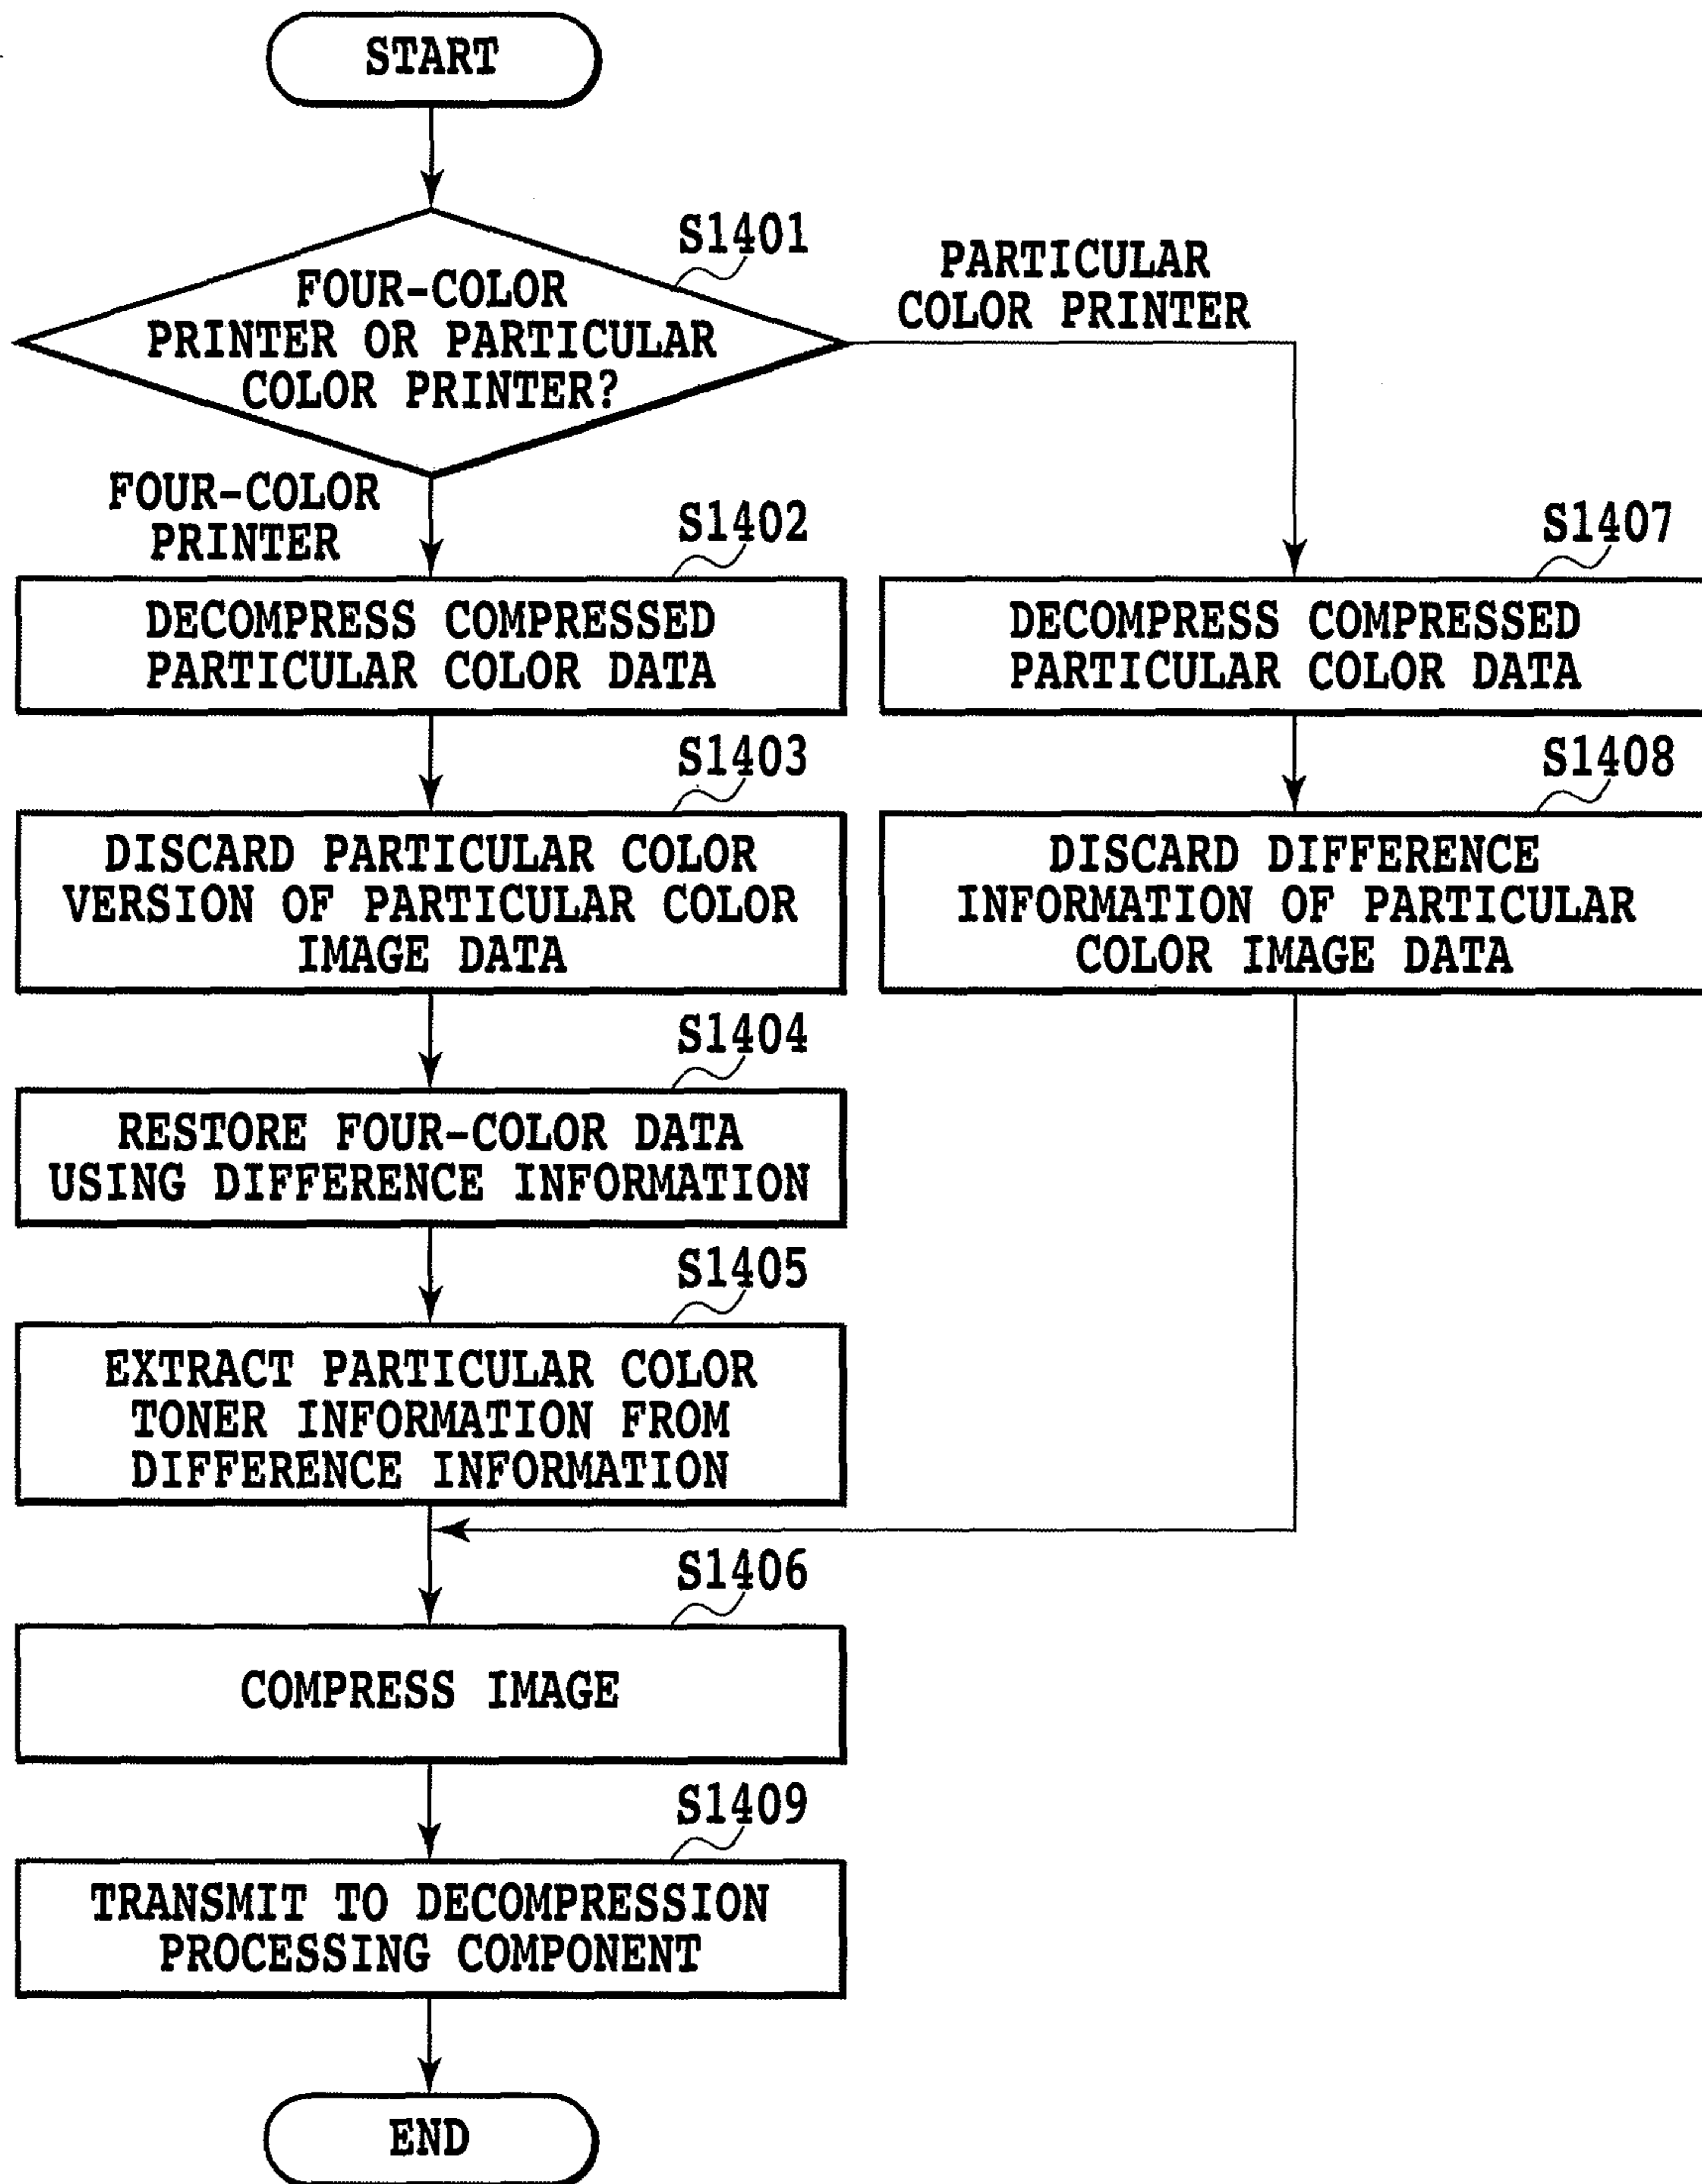 START
S1401
FOUR-COLOR
PRINTER OR PARTICULAR
COLOR PRINTER?
PARTICULAR
COLOR PRINTER
FOUR-COLOR
PRINTER
S1402
DECOMPRESS COMPRESSED
PARTICULAR COLOR DATA
S1407
DECOMPRESS COMPRESSED
PARTICULAR COLOR DATA
S1403
DISCARD PARTICULAR COLOR
VERSION OF PARTICULAR COLOR
IMAGE DATA
S1408
DISCARD DIFFERENCE
INFORMATION OF PARTICULAR
COLOR IMAGE DATA
S1404
RESTORE FOUR-COLOR DATA
USING DIFFERENCE INFORMATION
S1405
EXTRACT PARTICULAR COLOR
TONER INFORMATION FROM
DIFFERENCE INFORMATION
S1406
COMPRESS IMAGE
S1409
TRANSMIT TO DECOMPRESSION
PROCESSING COMPONENT
END